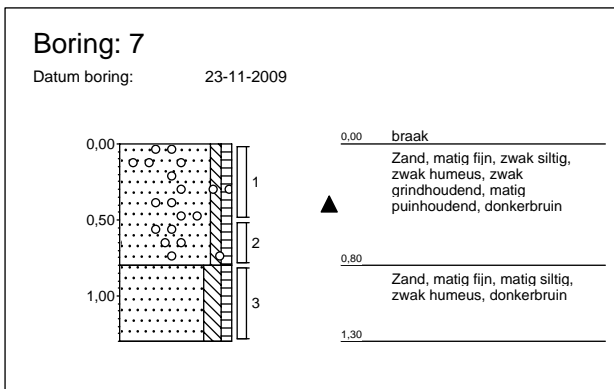 Boring: 7
Datum boring: 23-11-2009
0,00
0,50
1,00
1
2
3
0,00 braak
Zand, matig fijn, zwak siltig,
zwak humeus, zwak
grindhoudend, matig
puinhoudend, donkerbruin
0,80
Zand, matig fijn, matig siltig,
zwak humeus, donkerbruin
1,30